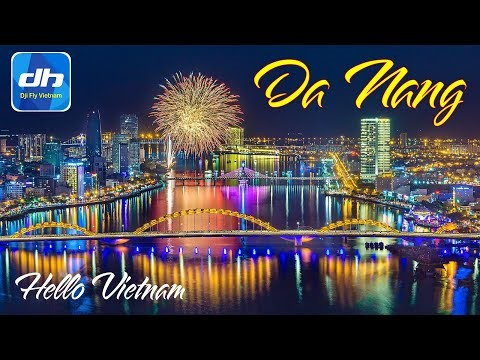 dh
Dji Fly Vietnam
Da Nang
Hello Vietnam